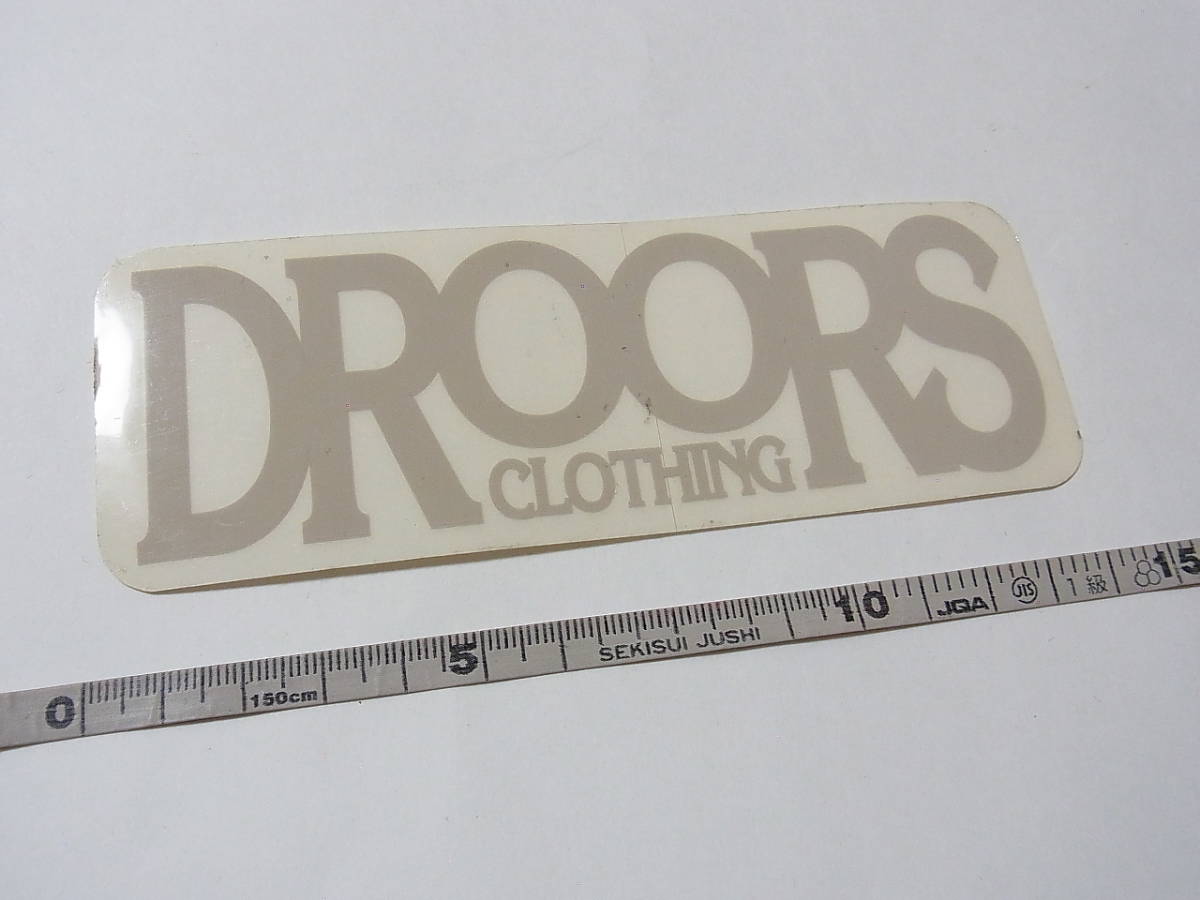 DROORS
CLOTHING
0 150cm 5 SEKISUI JUSHI 10 JQA JIS 1級 15